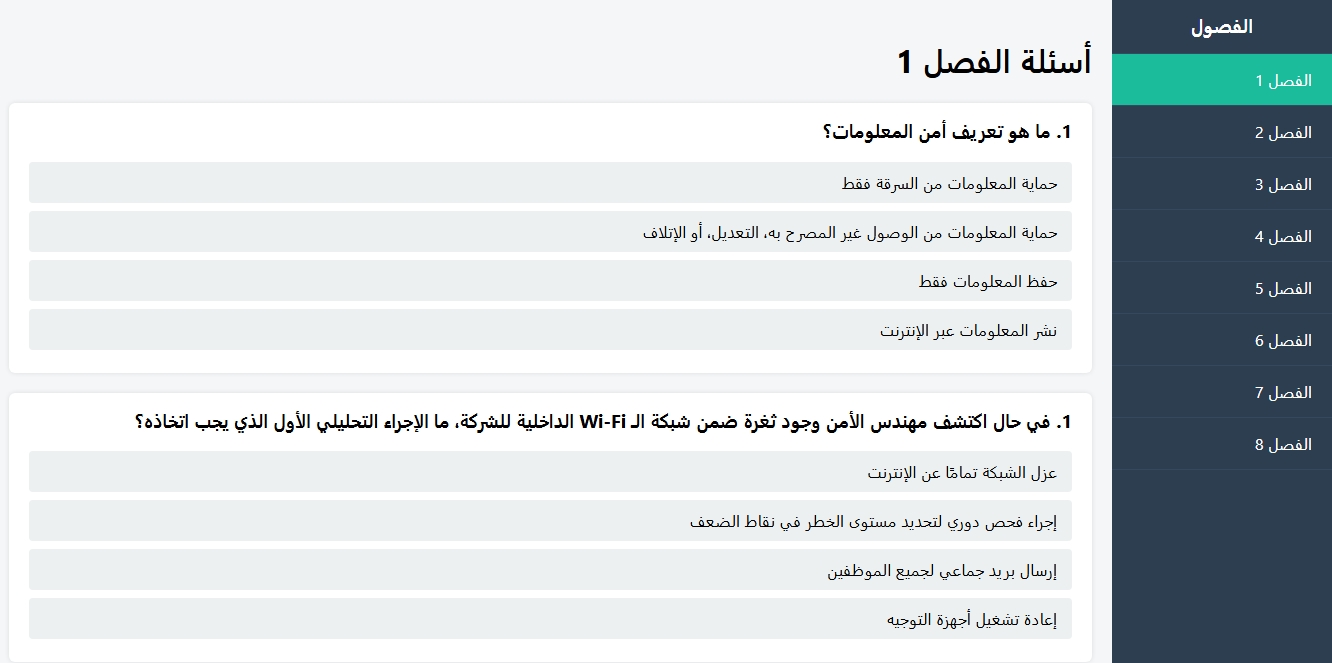 الفصول
الفصل 1
الفصل 2
الفصل 3
الفصل 4
الفصل 5
الفصل 6
الفصل 7
الفصل 8
أسئلة الفصل 1
1. ما هو تعريف أمن المعلومات؟
حماية المعلومات من السرقة فقط
حماية المعلومات من الوصول غير المصرح به، التعديل، أو الإتلاف
حفظ المعلومات فقط
نشر المعلومات عبر الإنترنت
1. في حال اكتشف مهندس الأمن وجود ثغرة ضمن شبكة الـ Wi-Fi الداخلية للشركة، ما الإجراء التحليلي الأول الذي يجب اتخاذه؟
عزل الشبكة تمامًا عن الإنترنت
إجراء فحص دوري لتحديد مستوى الخطر في نقاط الضعف
إرسال بريد جماعي لجميع الموظفين
إعادة تشغيل أجهزة التوجيه